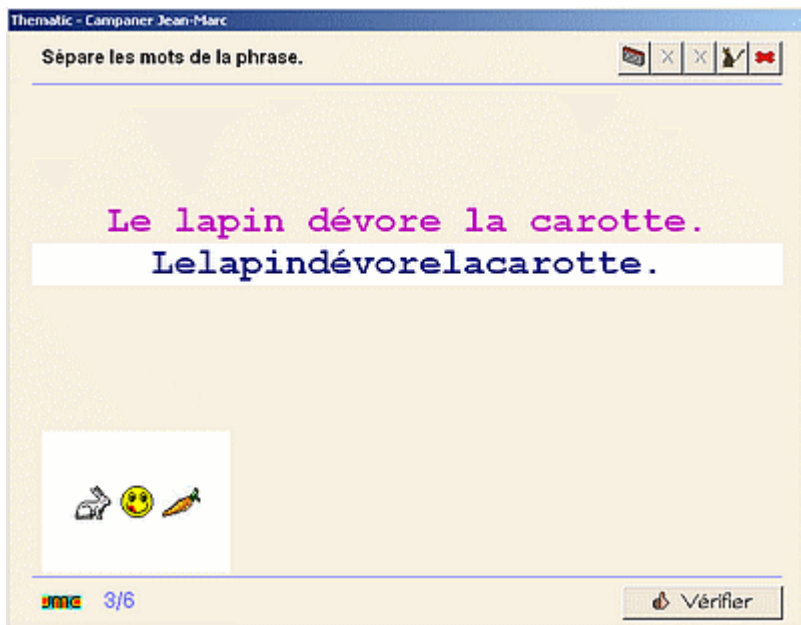 Thematic - Campaner Jean-Marc
Sépare les mots de la phrase.
Le lapin dévore la carotte.
Lelapindévorelacarotte.
JMC 3/6
Vérifier